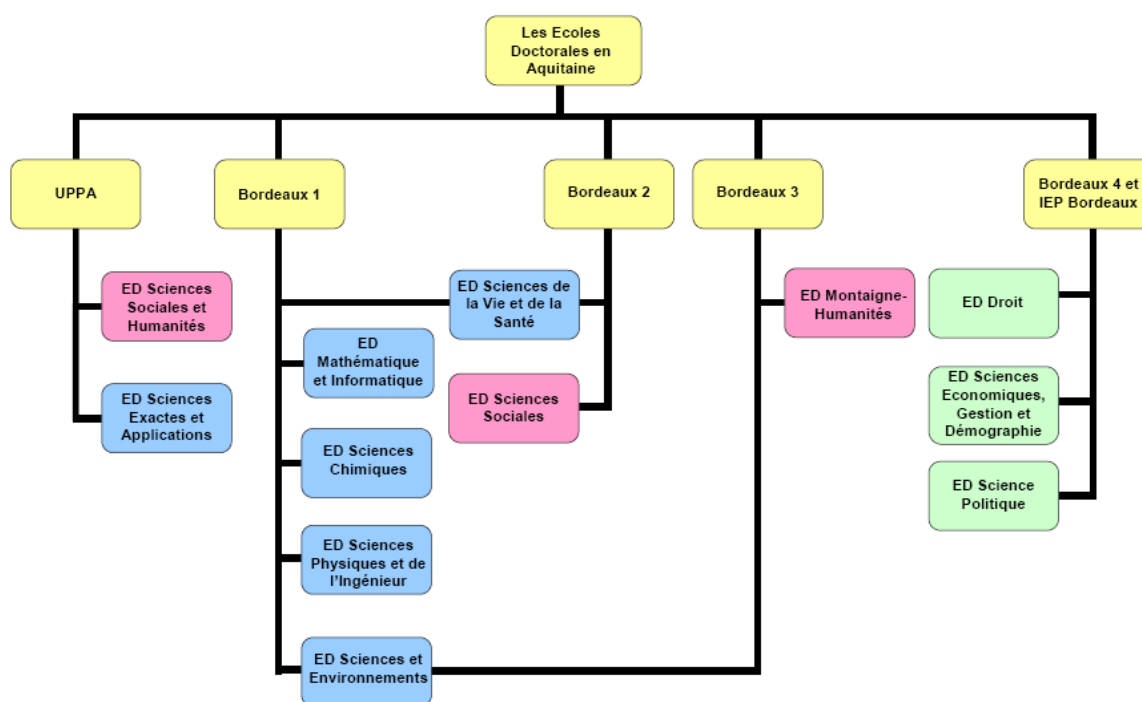 Les Ecoles
Doctorales en
Aquitaine
UPPA
Bordeaux 1
Bordeaux 2
Bordeaux 3
Bordeaux 4 et
IEP Bordeaux
ED Sciences
Sociales et
Humanités
ED Sciences
Exactes et
Applications
ED Sciences de
la Vie et de la
Santé
ED
Mathématique
et Informatique
ED Sciences
Chimiques
ED Sciences
Physiques et de
l'Ingénieur
ED Sciences et
Environnements
ED Sciences
Sociales
ED Montaigne-
Humanités
ED Droit
ED Sciences
Economiques,
Gestion et
Démographie
ED Science
Politique